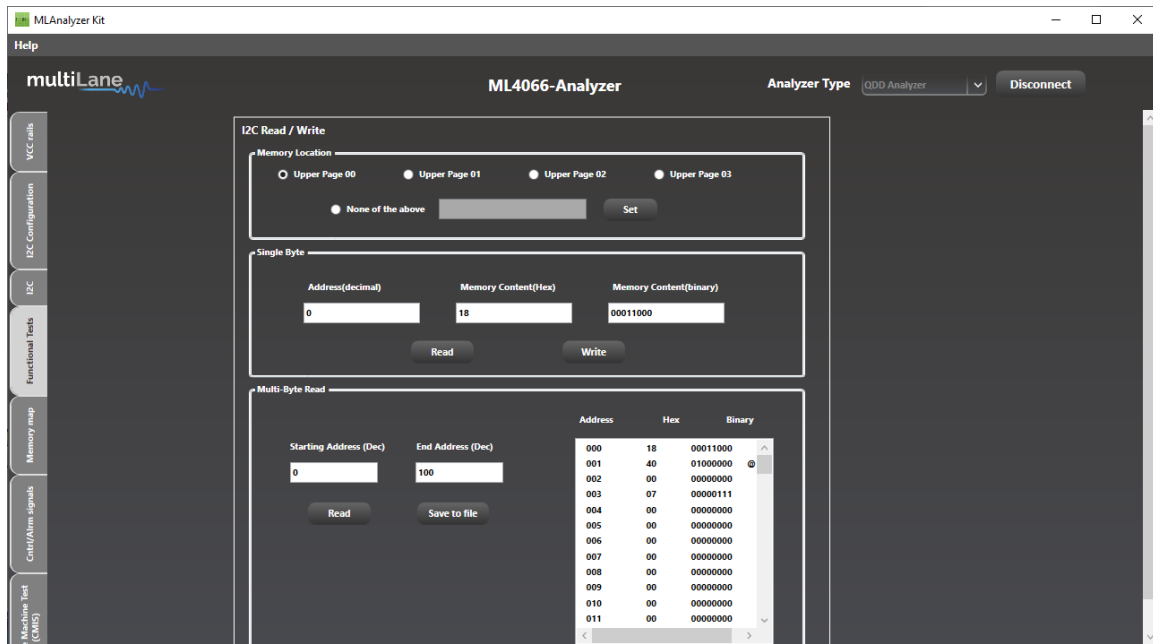 MLAnalyzer Kit
Help
multiLane
ML4066-Analyzer
Analyzer Type
QDD Analyzer
Disconnect
VCC rails
I2C Configuration
I2C
Functional Tests
Memory map
Cntrl/Alrm signals
e Machine Test
(CMIS)
I2C Read / Write
Memory Location
Upper Page 00
Upper Page 01
Upper Page 02
Upper Page 03
None of the above
Set
Single Byte
Address(decimal)
Memory Content(Hex)
Memory Content(binary)
0
18
00011000
Read
Write
Multi-Byte Read
Starting Address (Dec)
End Address (Dec)
0
100
Read
Save to file
Address Hex Binary
000 18 00011000
001 40 01000000 @
002 00 00000000
003 07 00000111
004 00 00000000
005 00 00000000
006 00 00000000
007 00 00000000
008 00 00000000
009 00 00000000
010 00 00000000
011 00 00000000